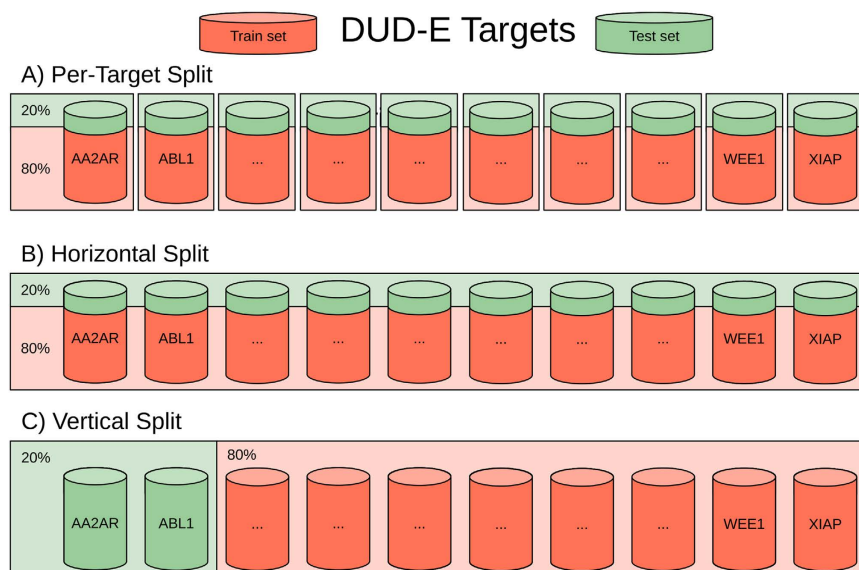 Train set
DUD-E Targets
Test set
A) Per-Target Split
20%
80%
AA2AR ABL1 ... ... ... ... ... ... WEE1 XIAP
B) Horizontal Split
20%
80%
AA2AR ABL1 ... ... ... ... ... ... WEE1 XIAP
C) Vertical Split
20% 80%
AA2AR ABL1 ... ... ... ... ... ... WEE1 XIAP